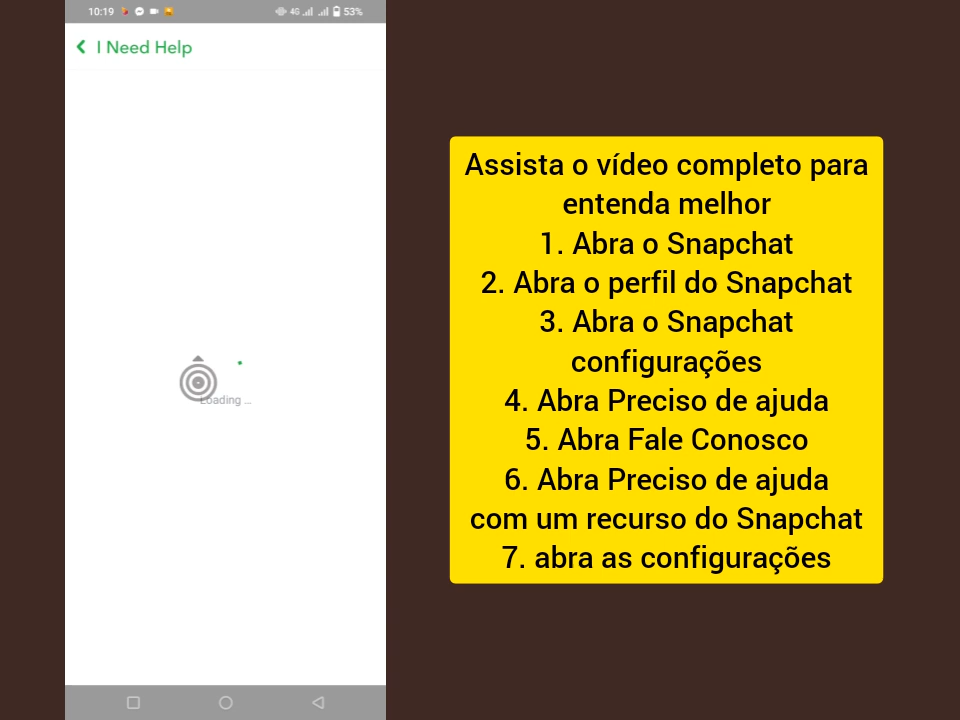 10:19 4G 53%
I Need Help
Loading ...
Assista o vídeo completo para
entenda melhor
1. Abra o Snapchat
2. Abra o perfil do Snapchat
3. Abra o Snapchat
configurações
4. Abra Preciso de ajuda
5. Abra Fale Conosco
6. Abra Preciso de ajuda
com um recurso do Snapchat
7. abra as configurações